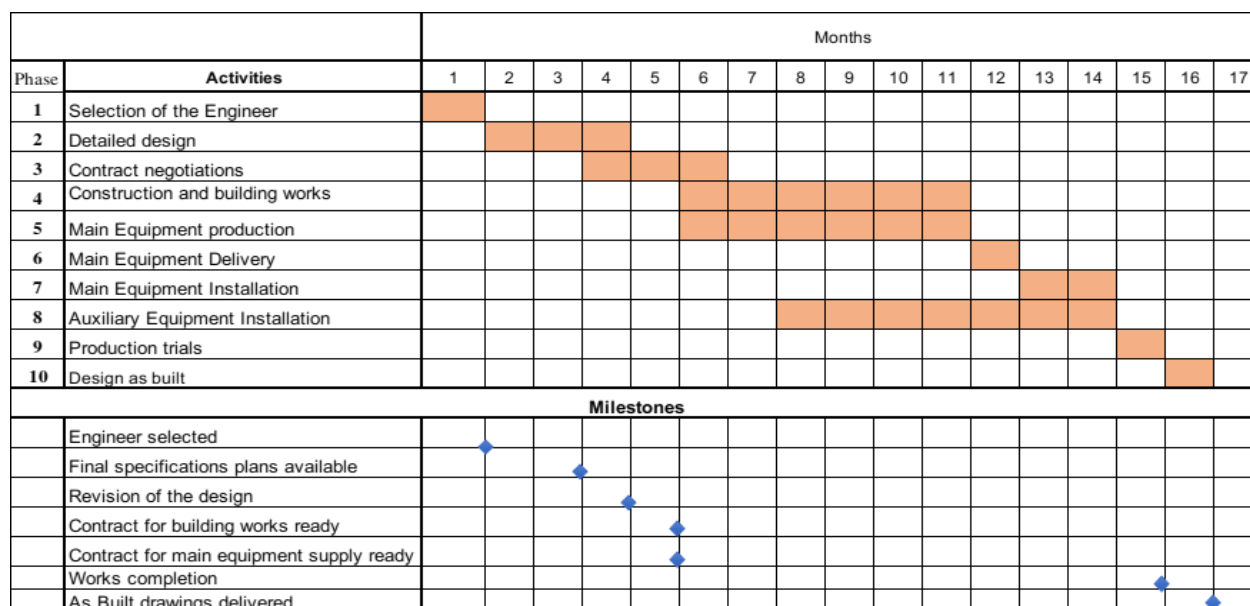 Months
Phase Activities 1 2 3 4 5 6 7 8 9 10 11 12 13 14 15 16 17
1 Selection of the Engineer
2 Detailed design
3 Contract negotiations
4 Construction and building works
5 Main Equipment production
6 Main Equipment Delivery
7 Main Equipment Installation
8 Auxiliary Equipment Installation
9 Production trials
10 Design as built
Milestones
Engineer selected
Final specifications plans available
Revision of the design
Contract for building works ready
Contract for main equipment supply ready
Works completion
As Built drawings delivered